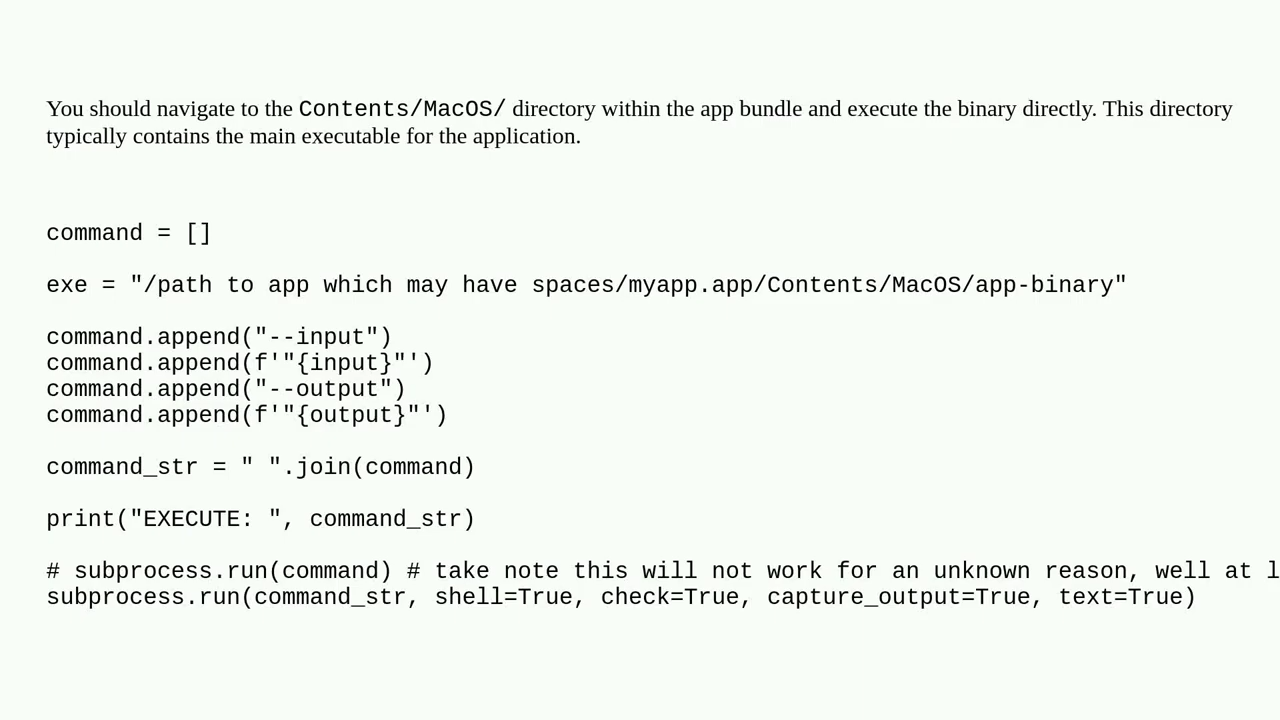 You should navigate to the Contents/MacOS/ directory within the app bundle and execute the binary directly. This directory
typically contains the main executable for the application.
command = []
exe = "/path to app which may have spaces/myapp.app/Contents/MacOS/app-binary"
command.append("--input")
command.append(f'"{input}"')
command.append("--output")
command.append(f'"{output}"')
command_str = " ".join(command)
print("EXECUTE: ", command_str)
# subprocess.run(command) # take note this will not work for an unknown reason, well at
subprocess.run(command_str, shell=True, check=True, capture_output=True, text=True)